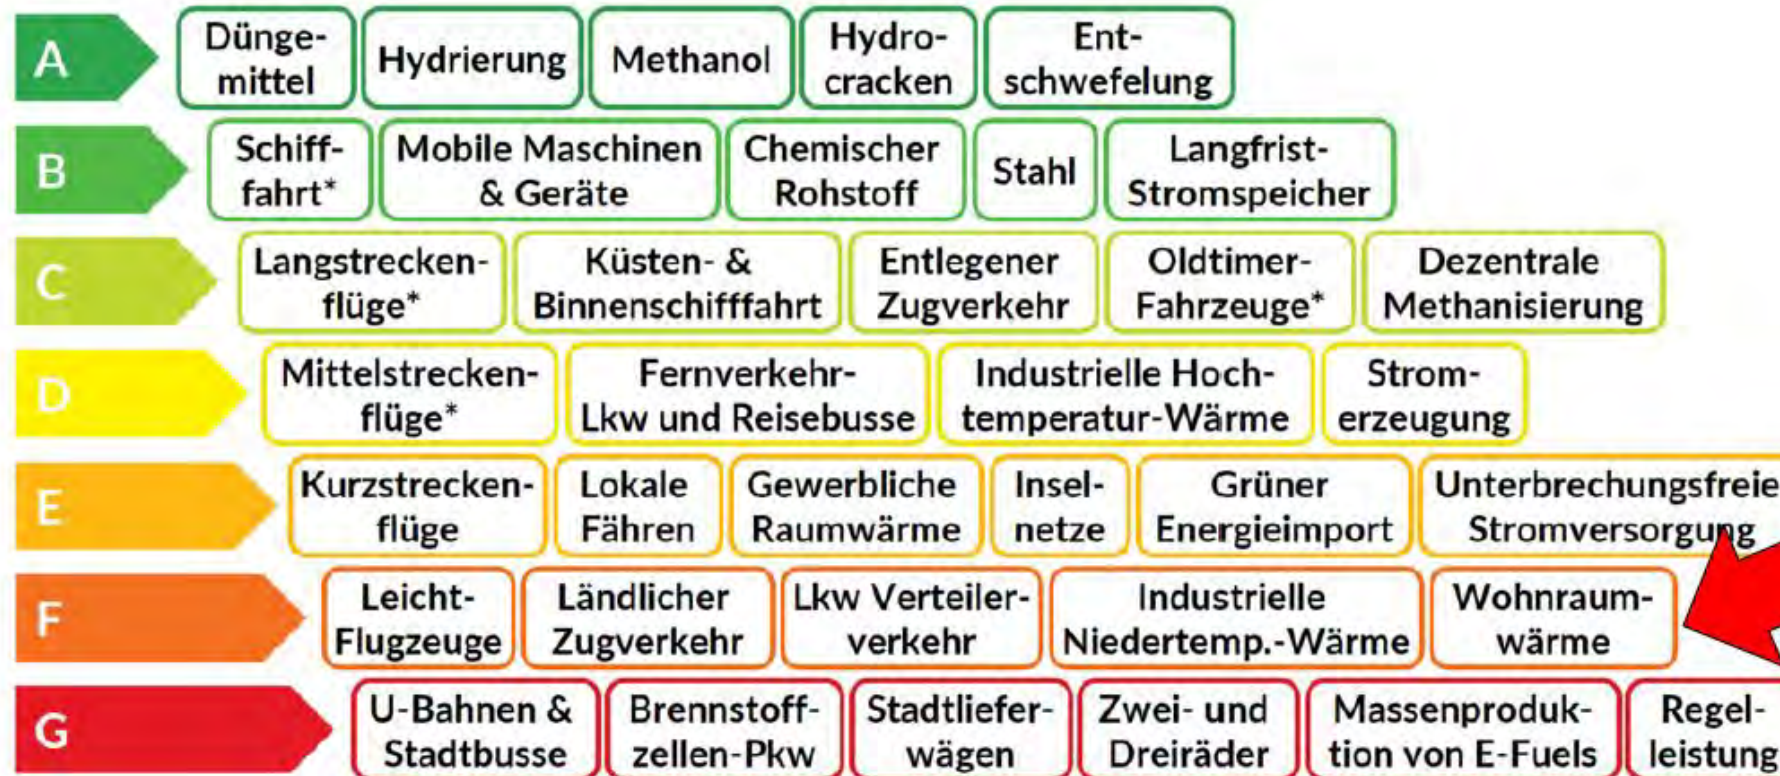 A
Dünge-
mittel
Hydrierung
Methanol
Hydro-
cracken
Ent-
schwefelung
B
Schiff-
fahrt*
Mobile Maschinen
& Geräte
Chemischer
Rohstoff
Stahl
Langfrist-
Stromspeicher
C
Langstrecken-
flüge*
Küsten- &
Binnenschifffahrt
Entlegener
Zugverkehr
Oldtimer-
Fahrzeuge*
Dezentrale
Methanisierung
D
Mittelstrecken-
flüge*
Fernverkehr-
Lkw und Reisebusse
Industrielle Hoch-
temperatur-Wärme
Strom-
erzeugung
E
Kurzstrecken-
flüge
Lokale
Fähren
Gewerbliche
Raumwärme
Insel-
netze
Grüner
Energieimport
Unterbrechungsfreie
Stromversorgung
F
Leicht-
Flugzeuge
Ländlicher
Zugverkehr
Lkw Verteiler-
verkehr
Industrielle
Niedertemp.-Wärme
Wohnraum-
wärme
G
U-Bahnen &
Stadtbusse
Brennstoff-
zellen-Pkw
Stadtliefer-
wägen
Zwei- und
Dreiräder
Massenproduk-
tion von E-Fuels
Regel-
leistung